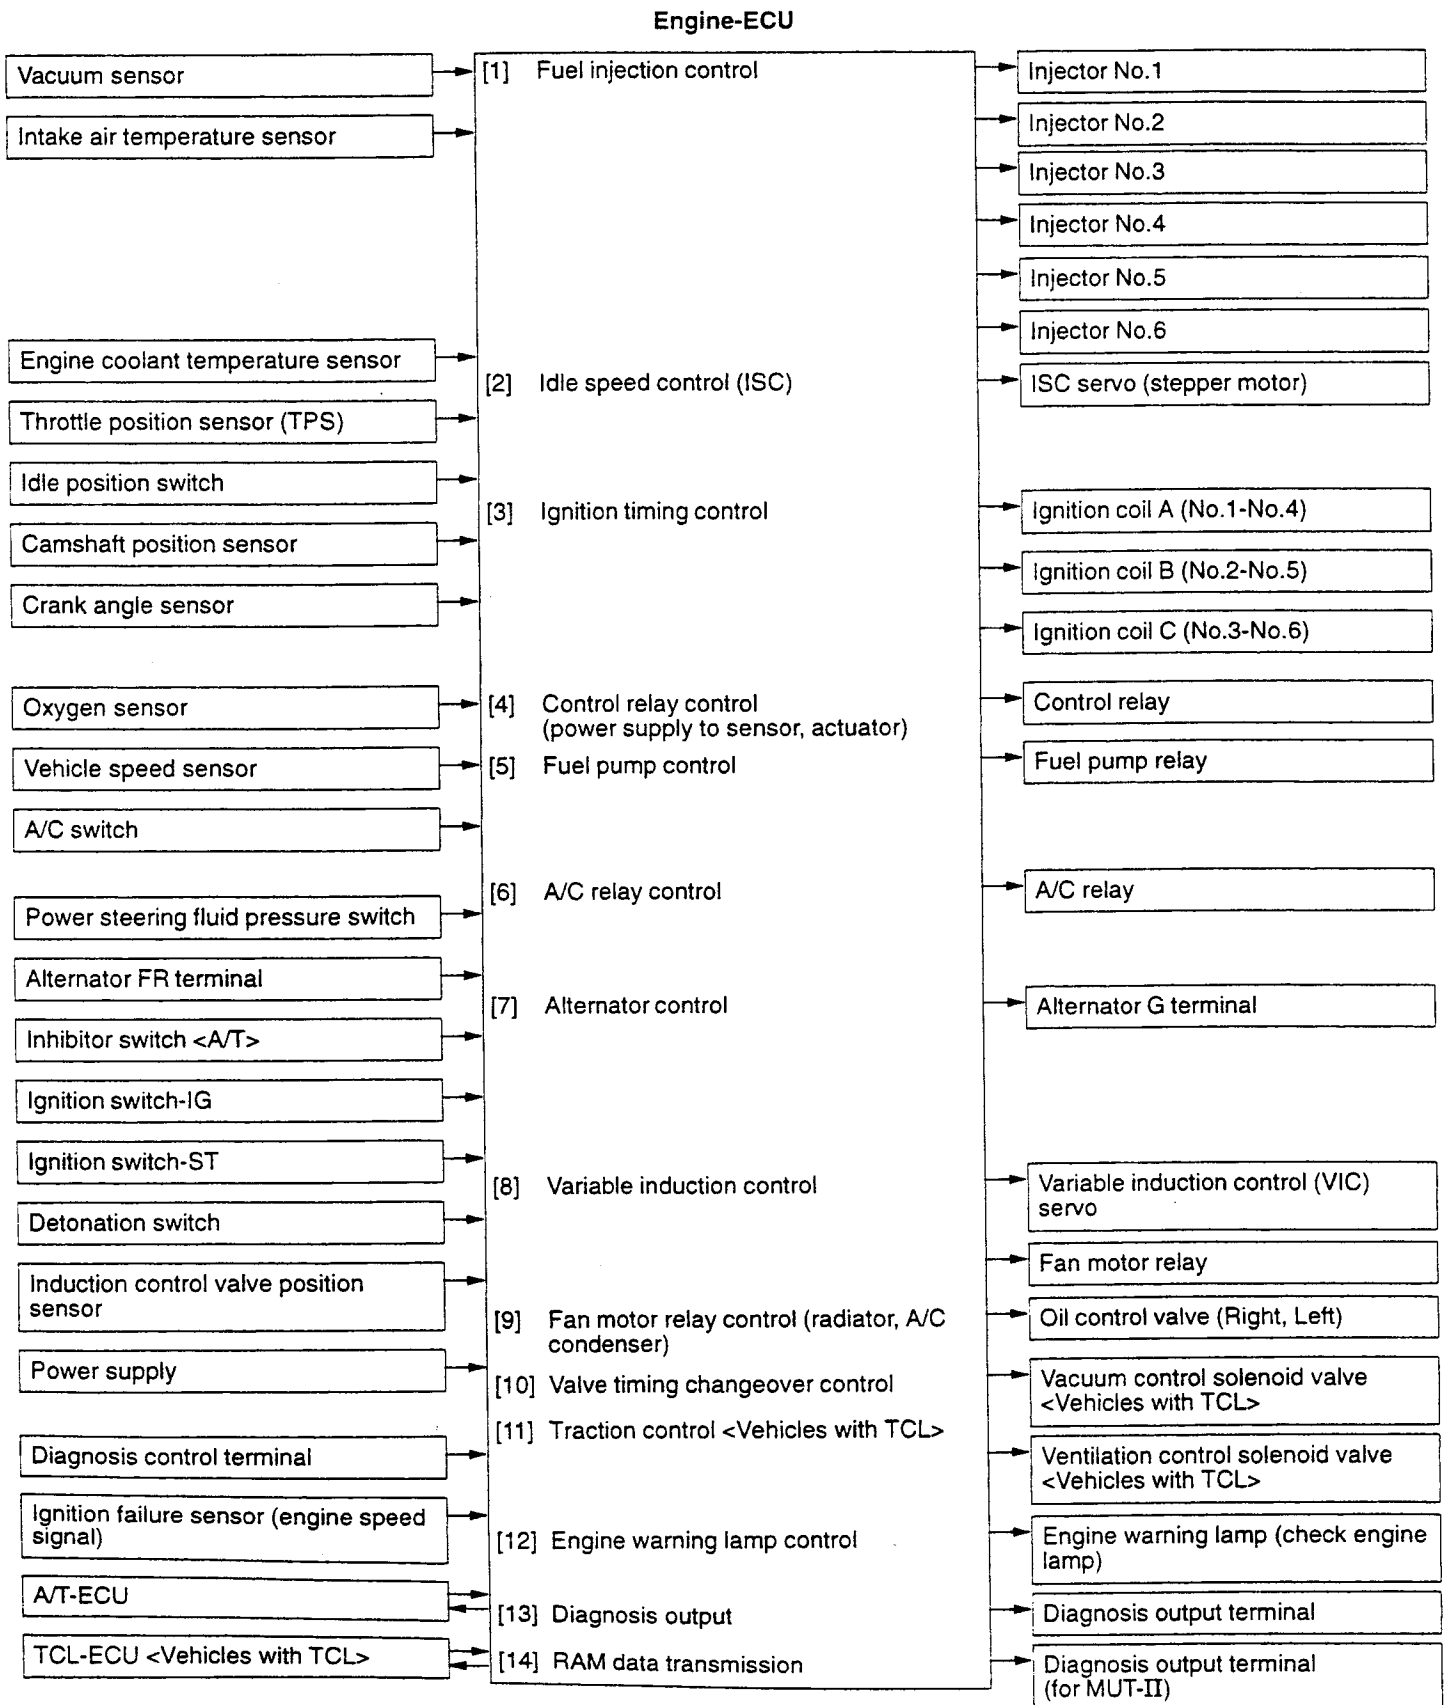 Engine-ECU
Vacuum sensor
Intake air temperature sensor
Engine coolant temperature sensor
Throttle position sensor (TPS)
Idle position switch
Camshaft position sensor
Crank angle sensor
Oxygen sensor
Vehicle speed sensor
A/C switch
Power steering fluid pressure switch
Alternator FR terminal
Inhibitor switch <A/T>
Ignition switch-IG
Ignition switch-ST
Detonation switch
Induction control valve position
sensor
Power supply
Diagnosis control terminal
Ignition failure sensor (engine speed
signal)
A/T-ECU
TCL-ECU <Vehicles with TCL>
[1] Fuel injection control
[2] Idle speed control (ISC)
[3] Ignition timing control
[4] Control relay control
(power supply to sensor, actuator)
[5] Fuel pump control
[6] A/C relay control
[7] Alternator control
[8] Variable induction control
[9] Fan motor relay control (radiator, A/C
condenser)
[10] Valve timing changeover control
[11] Traction control <Vehicles with TCL>
[12] Engine warning lamp control
[13] Diagnosis output
[14] RAM data transmission
Injector No.1
Injector No.2
Injector No.3
Injector No.4
Injector No.5
Injector No.6
ISC servo (stepper motor)
Ignition coil A (No.1-No.4)
Ignition coil B (No.2-No.5)
Ignition coil C (No.3-No.6)
Control relay
Fuel pump relay
A/C relay
Alternator G terminal
Variable induction control (VIC)
servo
Fan motor relay
Oil control valve (Right, Left)
Vacuum control solenoid valve
<Vehicles with TCL>
Ventilation control solenoid valve
<Vehicles with TCL>
Engine warning lamp (check engine
lamp)
Diagnosis output terminal
Diagnosis output terminal
(for MUT-II)